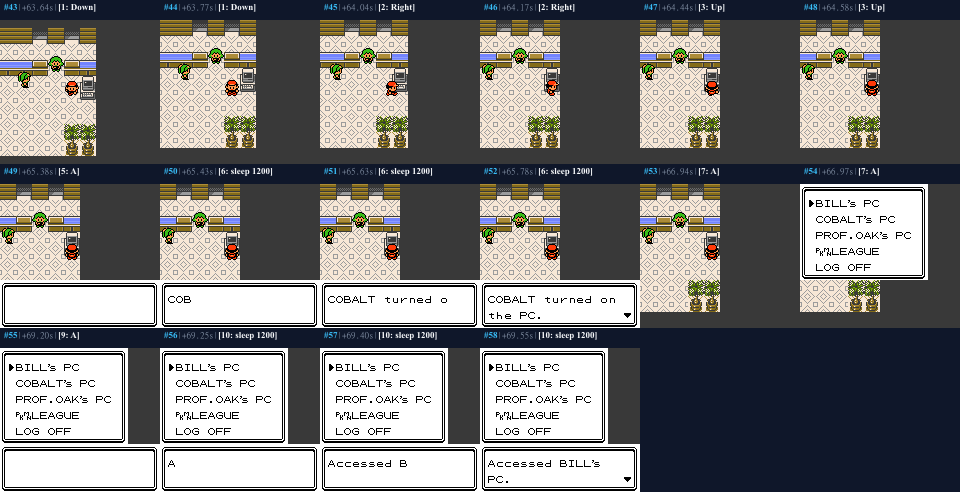 #43|+63.64s|[1: Down]
#44|+63.77s|[1: Down]
#45|+64.04s|[2: Right]
#46|+64.17s|[2: Right]
#47|+64.44s|[3: Up]
#48|+64.58s|[3: Up]
#49|+65.38s|[5: A]
#50|+65.43s|[6: sleep 1200]
#51|+65.63s|[6: sleep 1200]
#52|+65.78s|[6: sleep 1200]
#53|+66.94s|[7: A]
#54|+66.97s|[7: A]
COB
COBALT turned o
COBALT turned on
the PC.
▶BILL's PC
COBALT's PC
PROF.OAK's PC
PKMN LEAGUE
LOG OFF
#55|+69.20s|[9: A]
#56|+69.25s|[10: sleep 1200]
#57|+69.40s|[10: sleep 1200]
#58|+69.55s|[10: sleep 1200]
▶BILL's PC
COBALT's PC
PROF.OAK's PC
PKMN LEAGUE
LOG OFF
▶BILL's PC
COBALT's PC
PROF.OAK's PC
PKMN LEAGUE
LOG OFF
A
▶BILL's PC
COBALT's PC
PROF.OAK's PC
PKMN LEAGUE
LOG OFF
Accessed B
▶BILL's PC
COBALT's PC
PROF.OAK's PC
PKMN LEAGUE
LOG OFF
Accessed BILL's
PC.